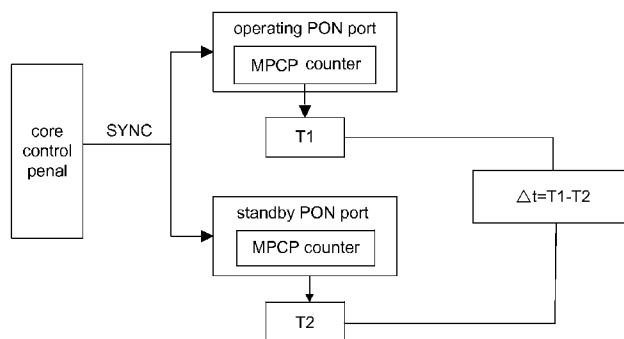 operating PON port
MPCP counter
SYNC
core
control
penal
T1
△t=T1-T2
standby PON port
MPCP counter
T2